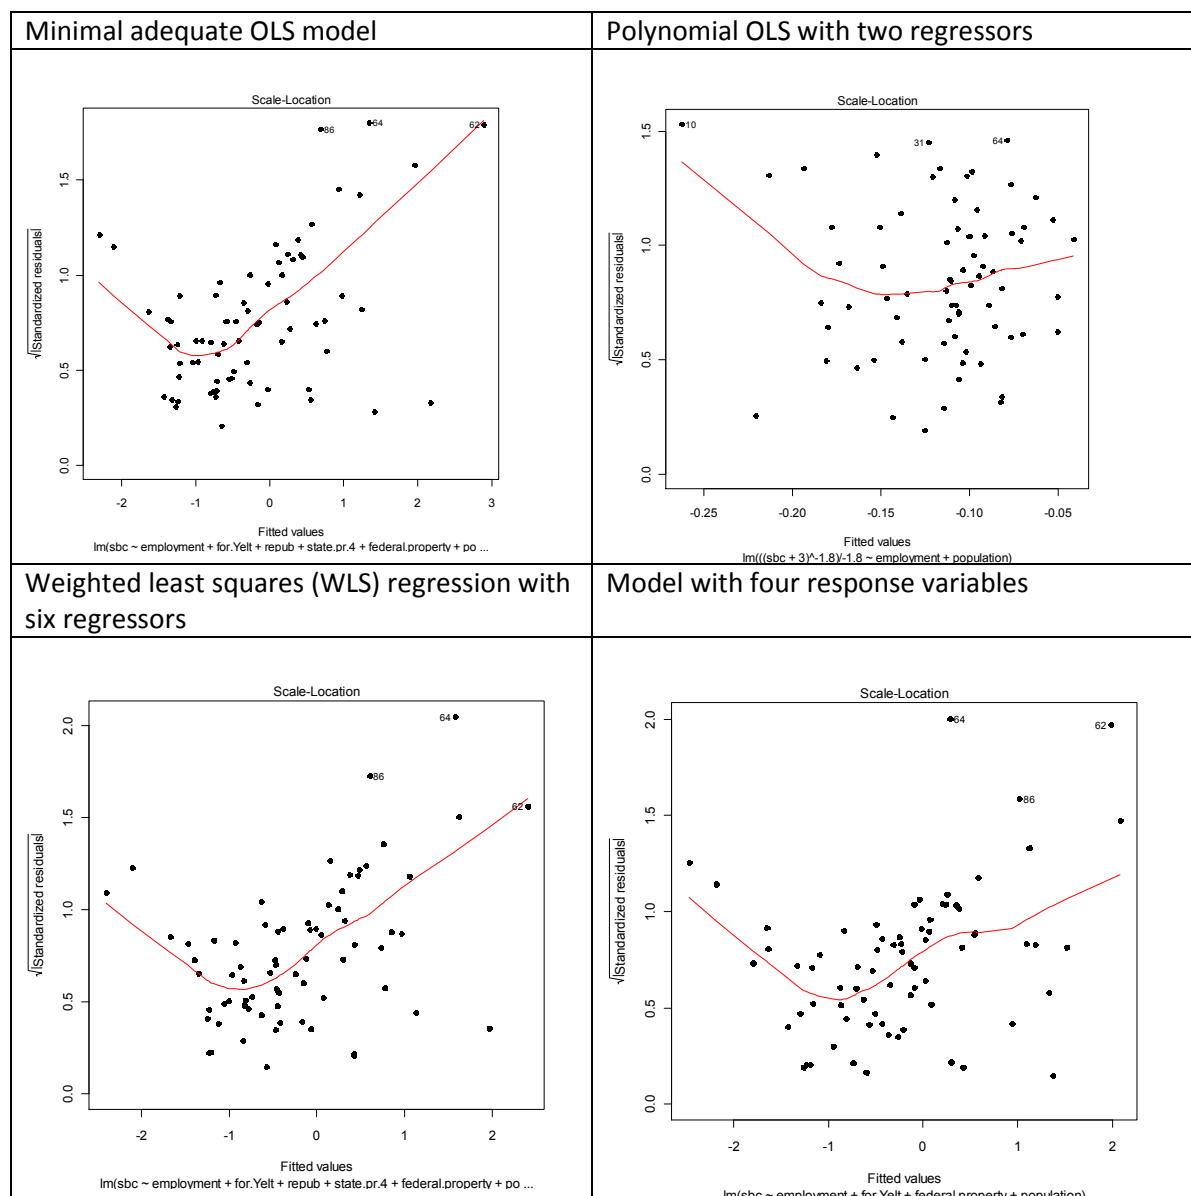 Minimal adequate OLS model
Polynomial OLS with two regressors
Scale-Location
86
64
62
√|Standardized residuals|
0.0
0.5
1.0
1.5
-2
-1
0
1
2
3
Fitted values
lm(sbc ~ employment + for.Yelt + repub + state.pr.4 + federal.property + po ...
Scale-Location
10
31
64
√|Standardized residuals|
0.0
0.5
1.0
1.5
-0.25
-0.20
-0.15
-0.10
-0.05
Fitted values
lm(((sbc + 3)^-1.8)/-1.8 ~ employment + population)
Weighted least squares (WLS) regression with
six regressors
Model with four response variables
Scale-Location
64
86
62
√|Standardized residuals|
0.0
0.5
1.0
1.5
2.0
-2
-1
0
1
2
Fitted values
lm(sbc ~ employment + for.Yelt + repub + state.pr.4 + federal.property + po ...
Scale-Location
64
62
86
√|Standardized residuals|
0.0
0.5
1.0
1.5
2.0
-2
-1
0
1
2
Fitted values
lm(sbc ~ employment + for.Yelt + federal.property + population)